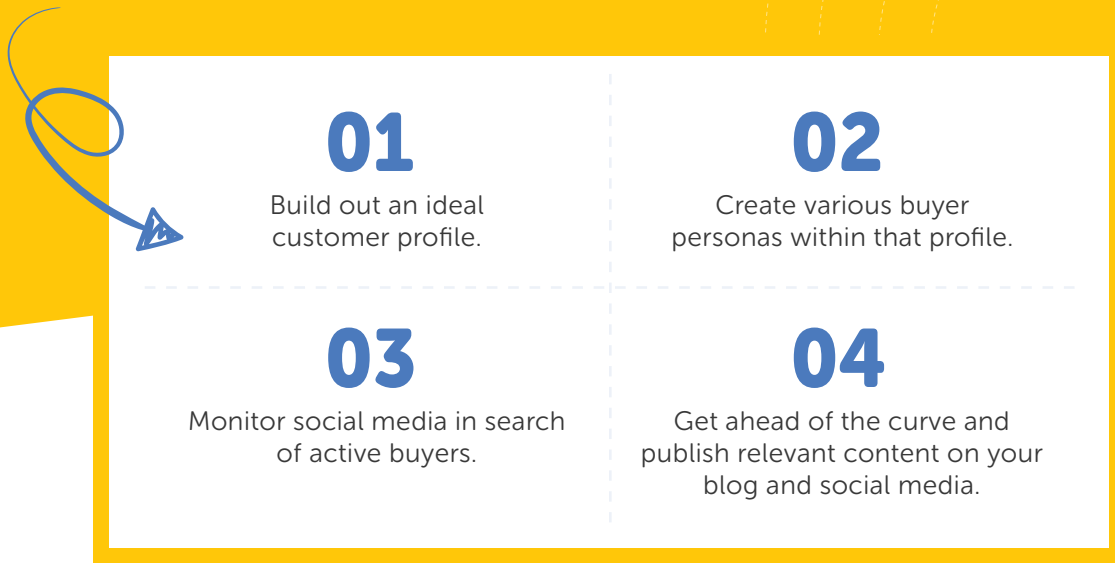 01
Build out an ideal
customer profile.
02
Create various buyer
personas within that profile.
03
Monitor social media in search
of active buyers.
04
Get ahead of the curve and
publish relevant content on your
blog and social media.